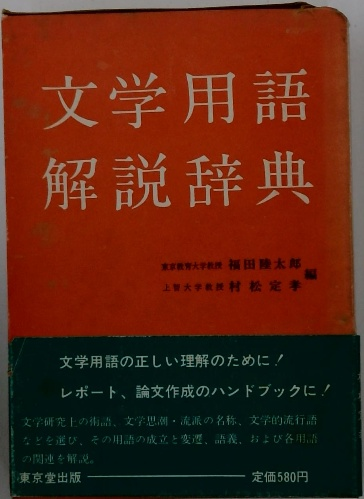 文学用語
解説辞典
東京教育大学教授 福田陸太郎
上智大学教授 村松定孝
編
文学用語の正しい理解のために!
レポート、論文作成のハンドブックに!
文学研究上の術語、文学思潮・流派の名称、文学的流行語
などを選び、その用語の成立と変遷、語義、および各用語
の関連を解説。
東京堂出版 定価580円